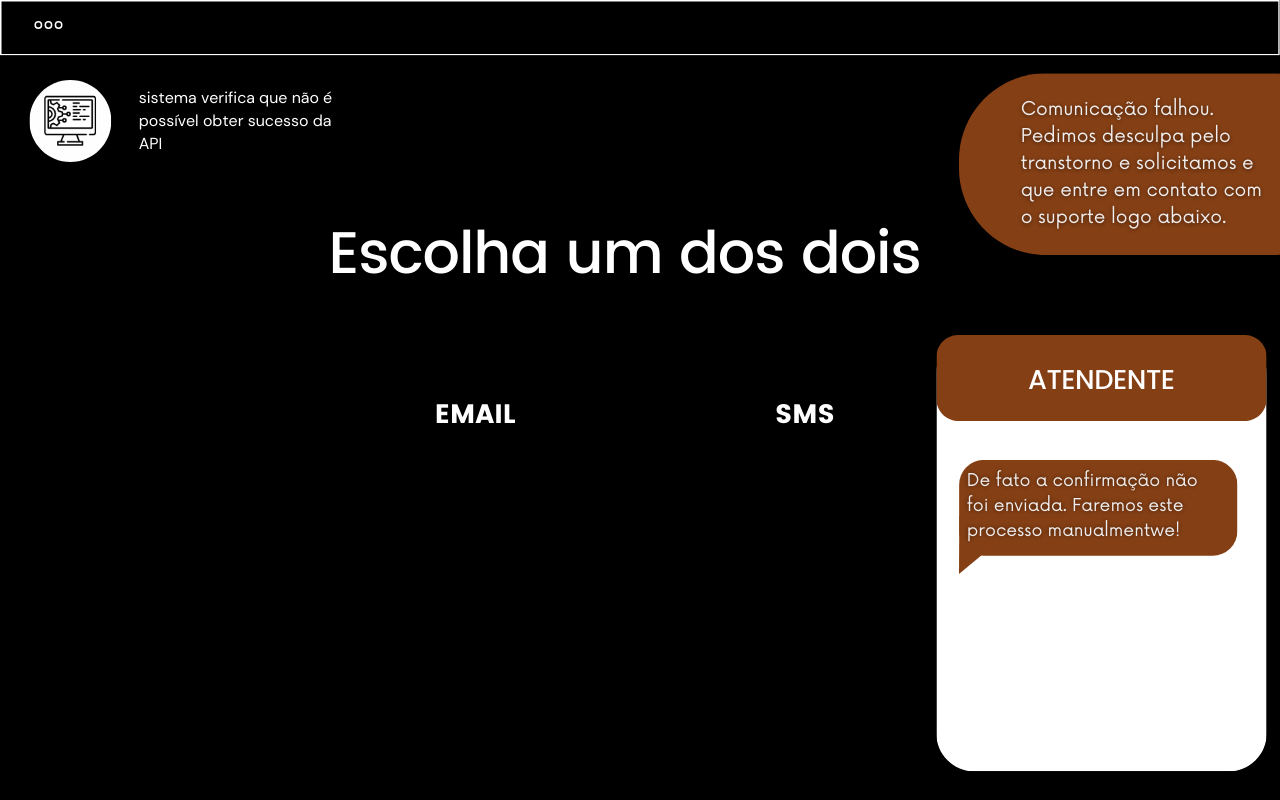 sistema verifica que não é
possível obter sucesso da
API
Comunicação falhou.
Pedimos desculpa pelo
transtorno e solicitamos e
que entre em contato com
o suporte logo abaixo.
Escolha um dos dois
EMAIL
SMS
ATENDENTE
De fato a confirmação não
foi enviada. Faremos este
processo manualmentwe!